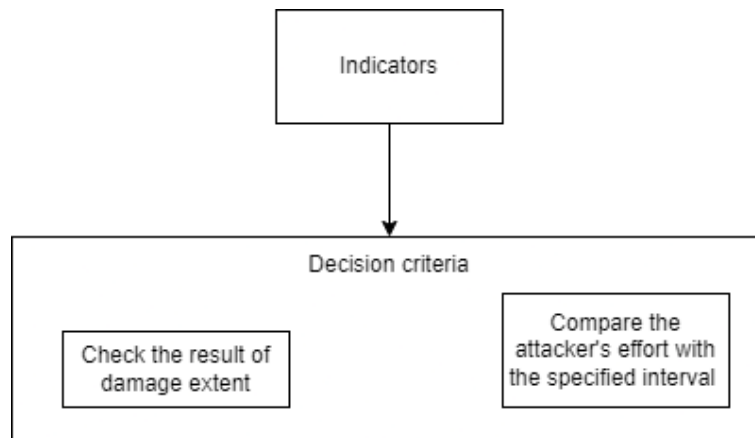 Indicators
Decision criteria
Check the result of
damage extent
Compare the
attacker's effort with
the specified interval